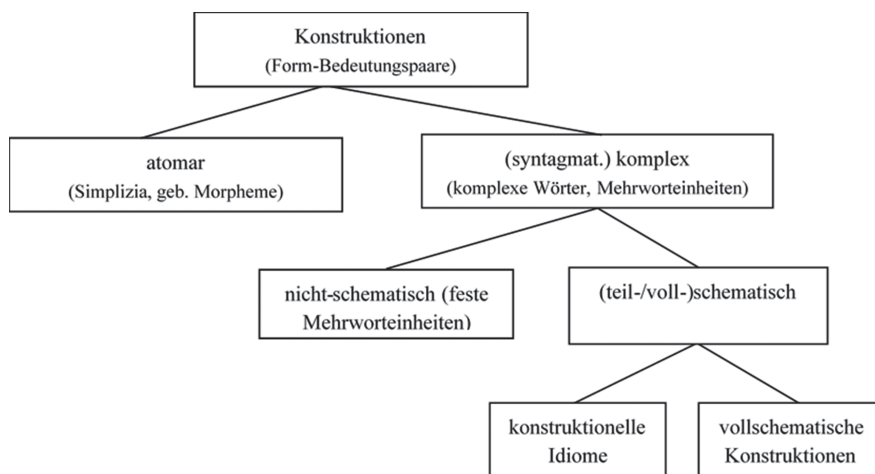 Konstruktionen
(Form-Bedeutungspaare)
atomar
(Simplizia, geb. Morpheme)
(syntagmat.) komplex
(komplexe Wörter, Mehrworteinheiten)
nicht-schematisch (feste
Mehrworteinheiten)
(teil-/voll-)schematisch
konstruktionelle
Idiome
vollschematische
Konstruktionen